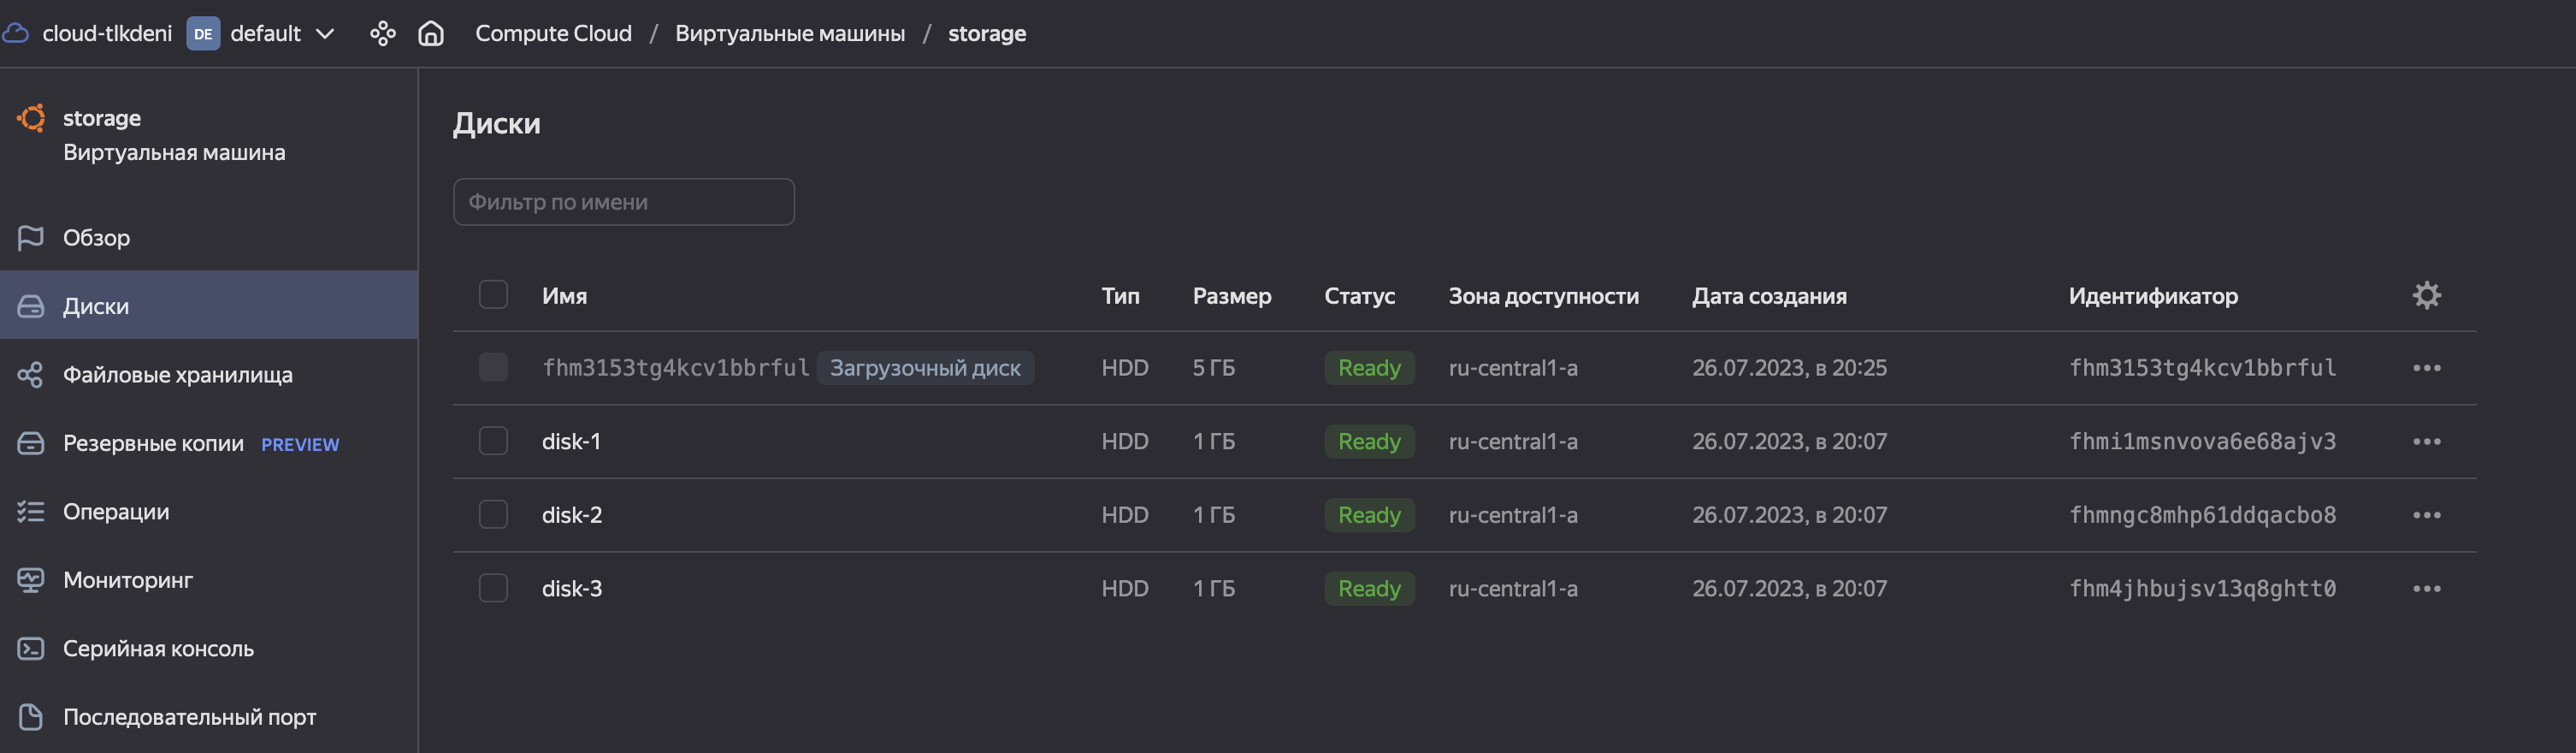 cloud-tlkdeni DE default Compute Cloud / Виртуальные машины / storage
storage
Виртуальная машина
Обзор
Диски
Файловые хранилища
Резервные копии PREVIEW
Операции
Мониторинг
Серийная консоль
Последовательный порт
Диски
Фильтр по имени
Имя Тип Размер Статус Зона доступности Дата создания Идентификатор
fhm3153tg4kcv1bbrful Загрузочный диск HDD 5 ГБ Ready ru-central1-a 26.07.2023, в 20:25 fhm3153tg4kcv1bbrful
disk-1 HDD 1 ГБ Ready ru-central1-a 26.07.2023, в 20:07 fhmi1msnvova6e68ajv3
disk-2 HDD 1 ГБ Ready ru-central1-a 26.07.2023, в 20:07 fhmngc8mhp61ddqacbo8
disk-3 HDD 1 ГБ Ready ru-central1-a 26.07.2023, в 20:07 fhm4jhbujsv13q8ghtt0